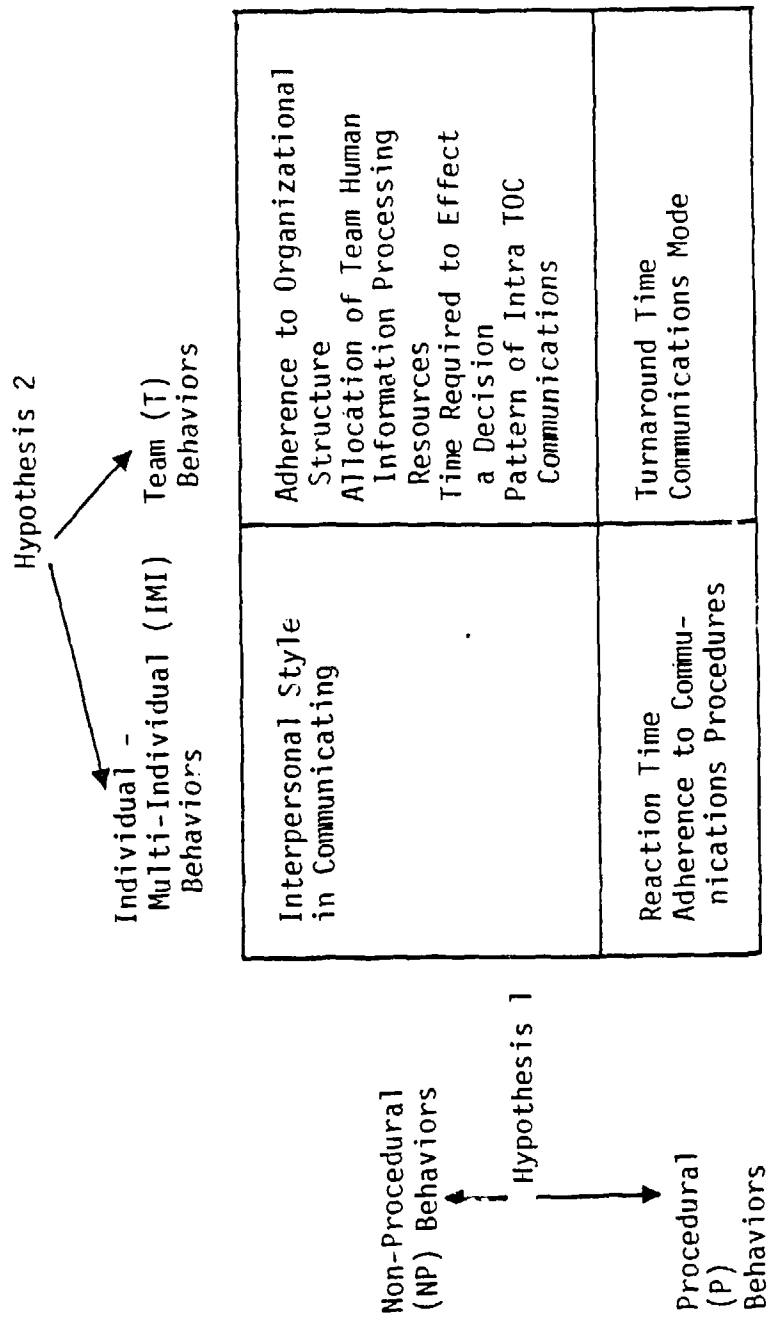 Hypothesis 2
Individual -
Multi-Individual (IMI)
Behaviors
Team (T)
Behaviors
Non-Procedural
(NP) Behaviors
Hypothesis 1
Procedural
(P)
Behaviors
Interpersonal Style
in Communicating
Adherence to Organizational
Structure
Allocation of Team Human
Information Processing
Resources
Time Required to Effect
a Decision
Pattern of Intra TOC
Communications
Reaction Time
Adherence to Commu-
nications Procedures
Turnaround Time
Communications Mode